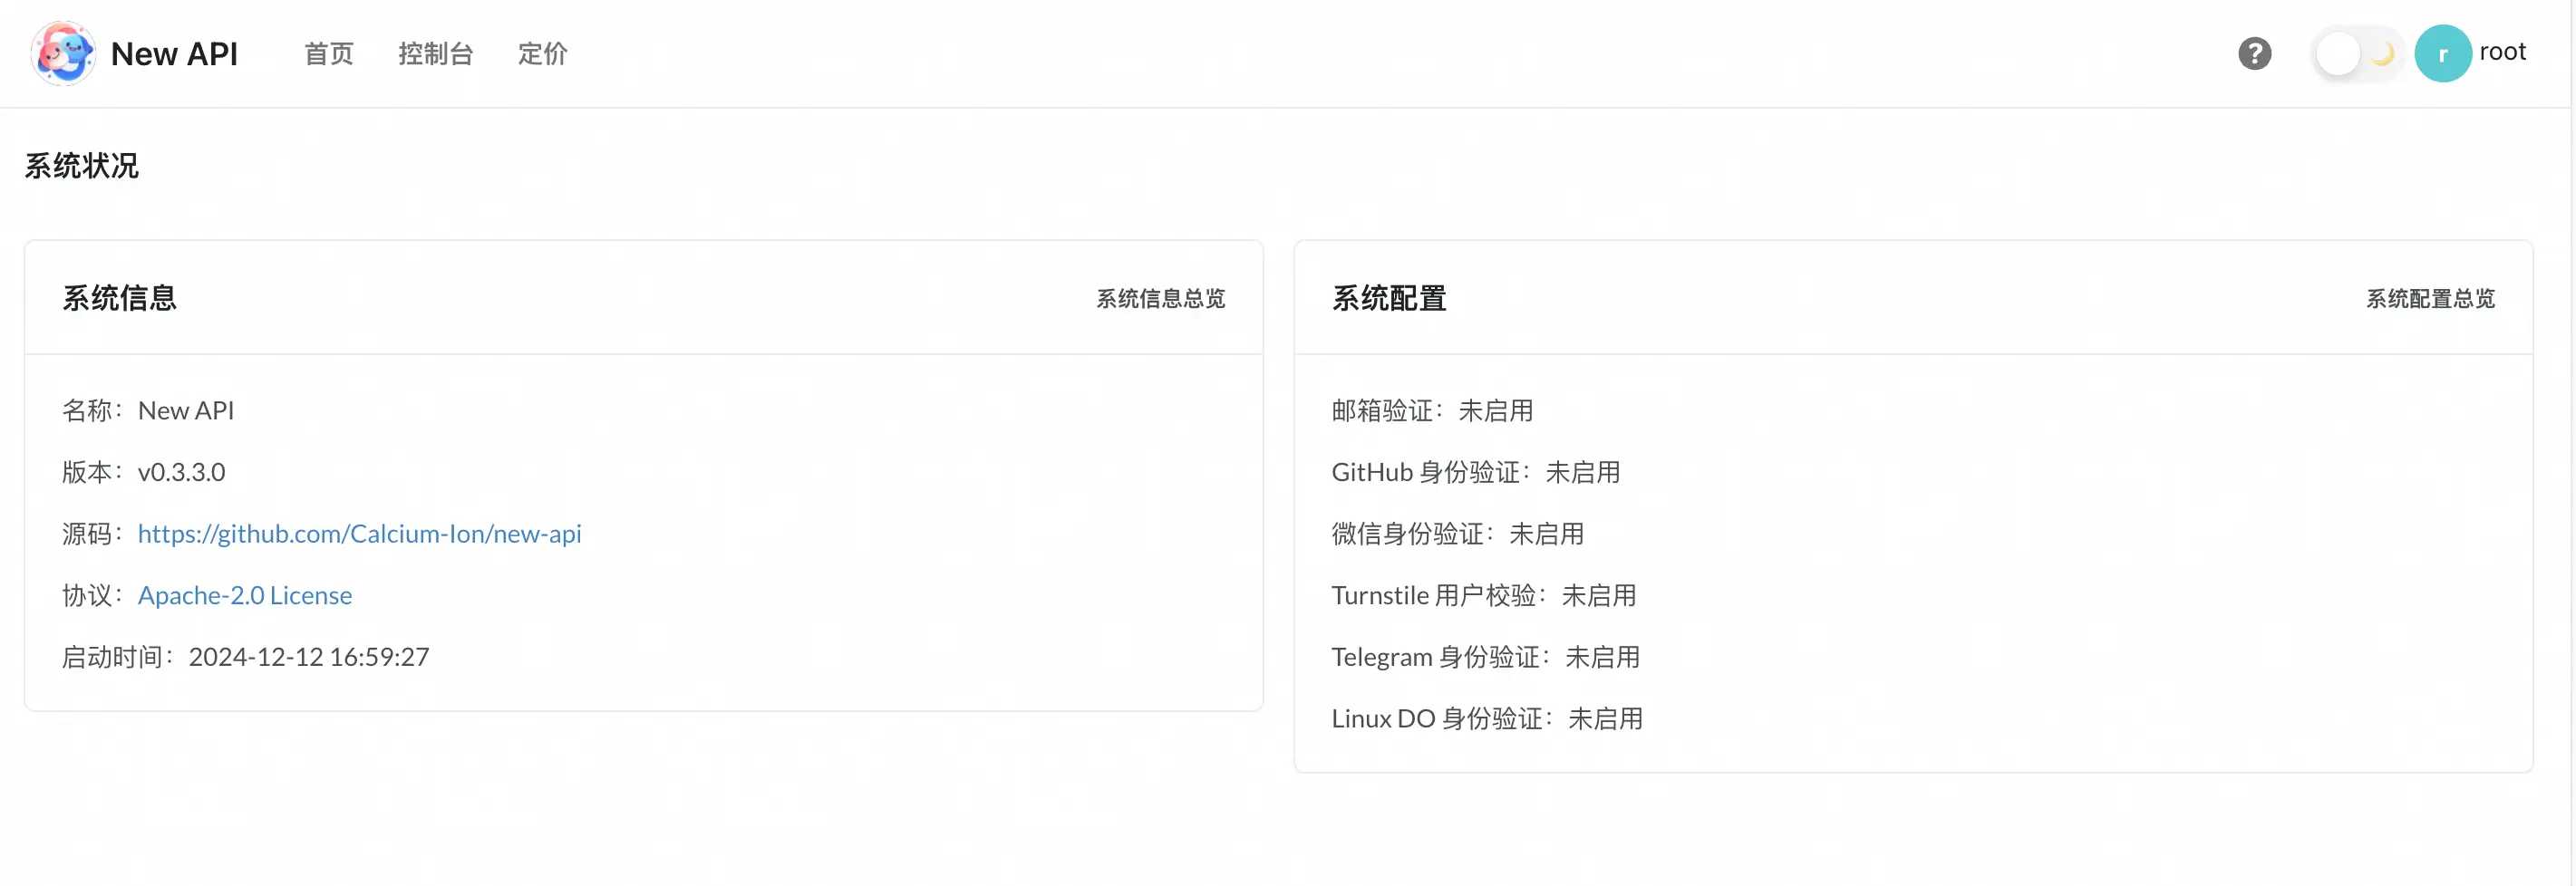 New API 首页 控制台 定价 ? r root
系统状况
系统信息 系统信息总览
名称：New API
版本：v0.3.3.0
源码：https://github.com/Calcium-Ion/new-api
协议：Apache-2.0 License
启动时间：2024-12-12 16:59:27
系统配置 系统配置总览
邮箱验证：未启用
GitHub 身份验证：未启用
微信身份验证：未启用
Turnstile 用户校验：未启用
Telegram 身份验证：未启用
Linux DO 身份验证：未启用